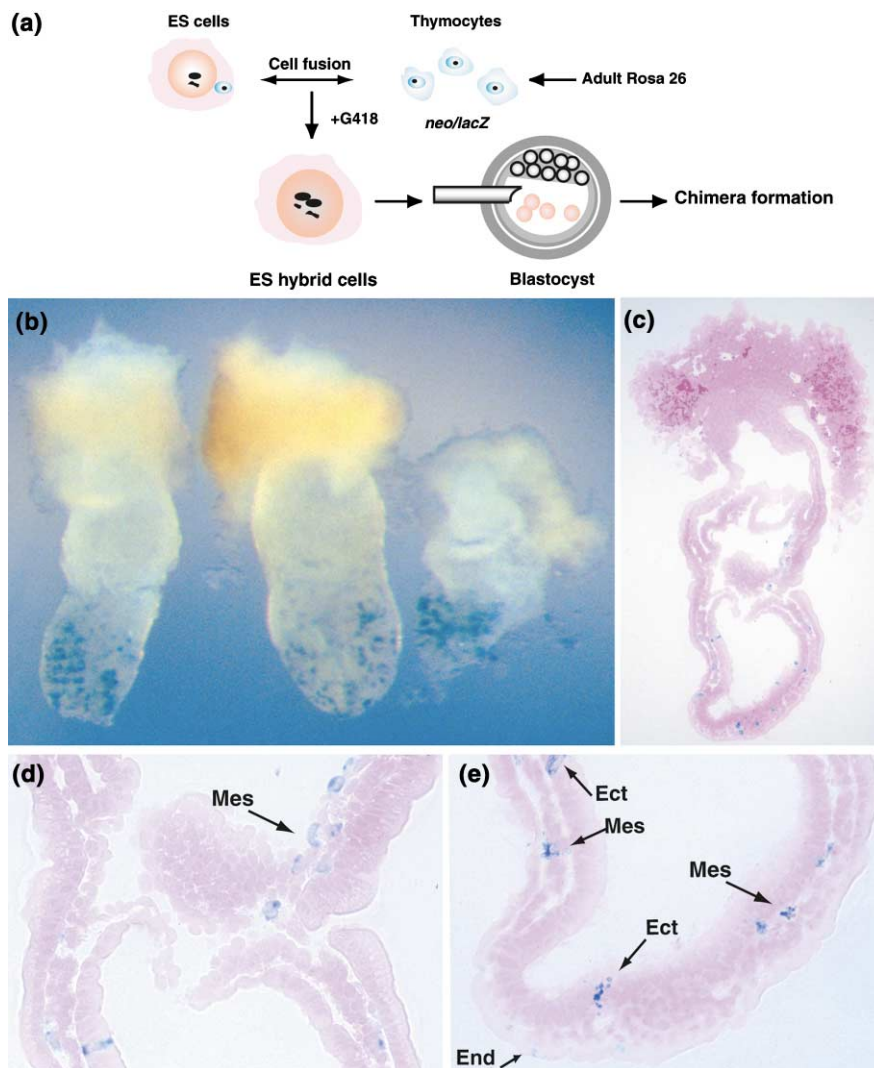 (a)
ES cells
Thymocytes
Cell fusion
Adult Rosa 26
+G418
neo/lacZ
Chimera formation
ES hybrid cells
Blastocyst
(b)
(c)
(d)
Mes
(e)
Ect
Mes
Mes
Ect
End